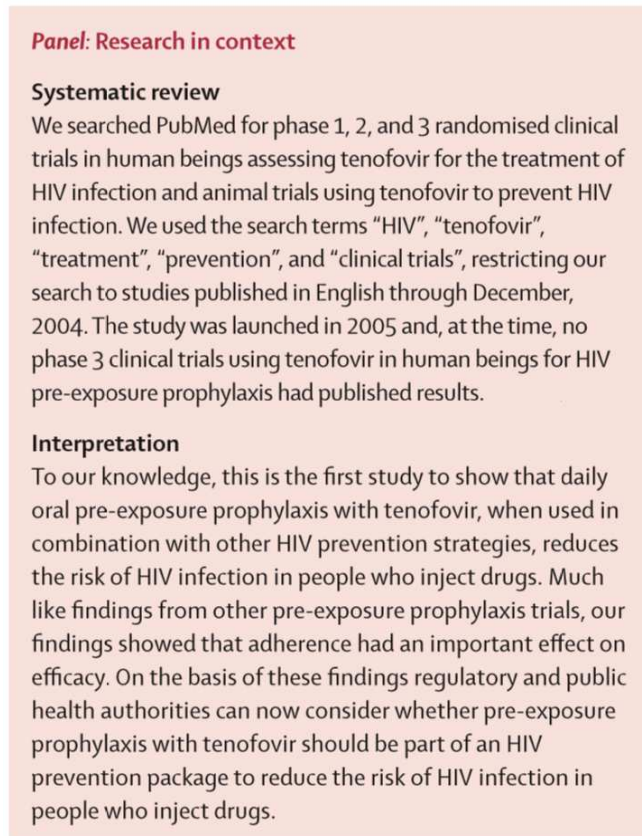 Panel: Research in context
Systematic review
We searched PubMed for phase 1, 2, and 3 randomised clinical
trials in human beings assessing tenofovir for the treatment of
HIV infection and animal trials using tenofovir to prevent HIV
infection. We used the search terms “HIV”, “tenofovir”,
“treatment”, “prevention”, and “clinical trials”, restricting our
search to studies published in English through December,
2004. The study was launched in 2005 and, at the time, no
phase 3 clinical trials using tenofovir in human beings for HIV
pre-exposure prophylaxis had published results.
Interpretation
To our knowledge, this is the first study to show that daily
oral pre-exposure prophylaxis with tenofovir, when used in
combination with other HIV prevention strategies, reduces
the risk of HIV infection in people who inject drugs. Much
like findings from other pre-exposure prophylaxis trials, our
findings showed that adherence had an important effect on
efficacy. On the basis of these findings regulatory and public
health authorities can now consider whether pre-exposure
prophylaxis with tenofovir should be part of an HIV
prevention package to reduce the risk of HIV infection in
people who inject drugs.